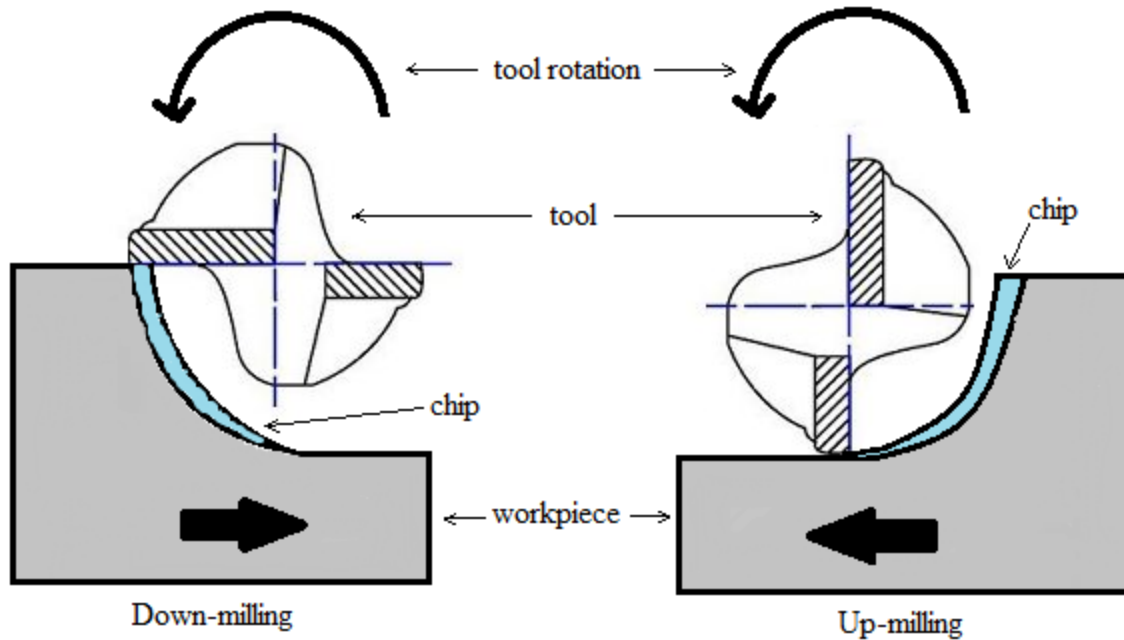 tool rotation
tool
chip
chip
workpiece
Down-milling
Up-milling